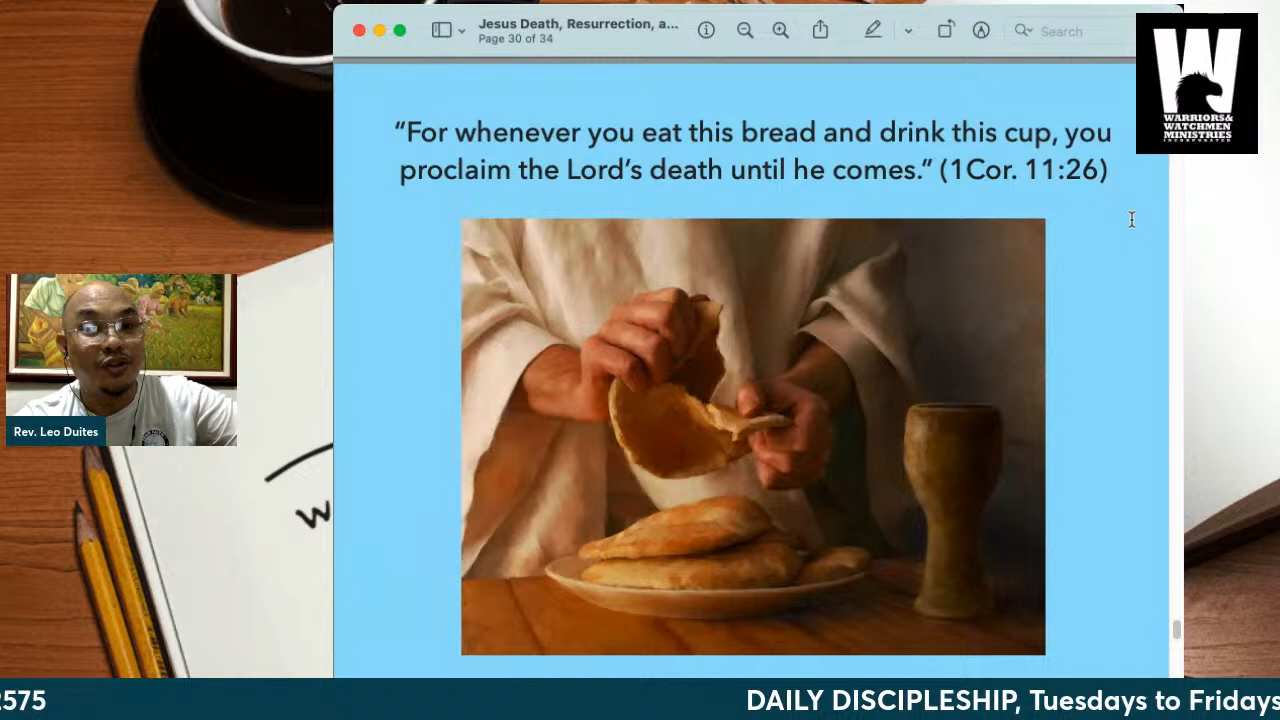 Jesus Death, Resurrection, a...
Page 30 of 34
Search
WARRIORS&
WATCHMEN
MINISTRIES
INCORPORATED
“For whenever you eat this bread and drink this cup, you
proclaim the Lord’s death until he comes.” (1Cor. 11:26)
Rev. Leo Duites
2575
DAILY DISCIPLESHIP, Tuesdays to Fridays